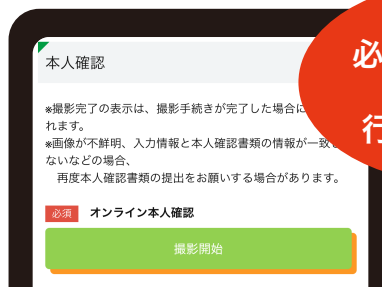 必
行
本人確認
※撮影完了の表示は、撮影手続きが完了した場合に
れます。
※画像が不鮮明、入力情報と本人確認書類の情報が一致
ないなどの場合、
再度本人確認書類の提出をお願いする場合があります。
必須 オンライン本人確認
撮影開始